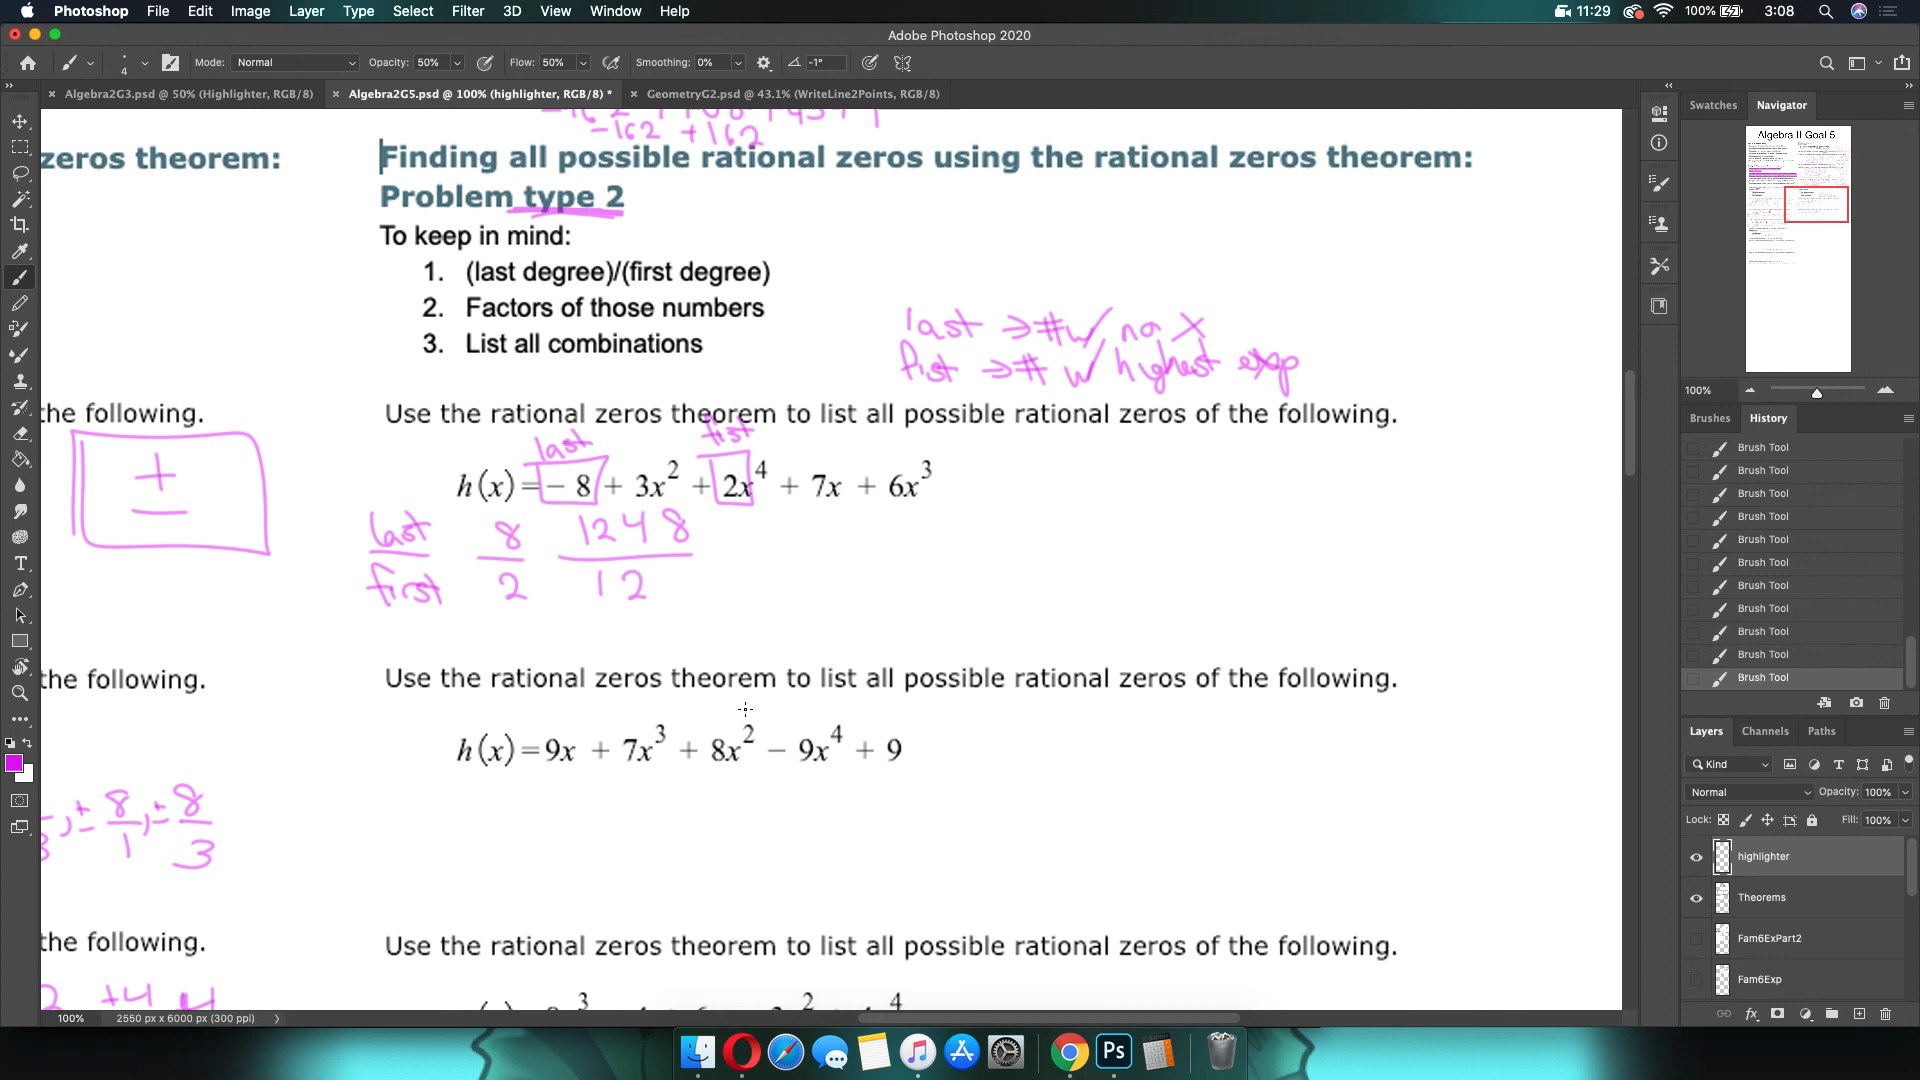 Photoshop File Edit Image Layer Type Select Filter 3D View Window Help 11:29 100% 3:08
Adobe Photoshop 2020
4 Mode: Normal Opacity: 50% Flow: 50% Smoothing: 0% -1°
Algebra2G3.psd @ 50% (Highlighter, RGB/8) Algebra2G5.psd @ 100% (highlighter, RGB/8) * GeometryG2.psd @ 43.1% (WriteLine2Points, RGB/8)
-162 +162
zeros theorem:
Finding all possible rational zeros using the rational zeros theorem:
Problem type 2
To keep in mind:
1. (last degree)/(first degree)
2. Factors of those numbers
3. List all combinations
last → # w/ no x
first → # w highest exp
the following.
Use the rational zeros theorem to list all possible rational zeros of the following.
+
−
last first
h(x) = − 8 + 3x² + 2x⁴ + 7x + 6x³
last 8 1 2 4 8
first 2 1 2
the following.
Use the rational zeros theorem to list all possible rational zeros of the following.
h(x) = 9x + 7x³ + 8x² − 9x⁴ + 9
, ± 8/1, ± 8/3
the following.
Use the rational zeros theorem to list all possible rational zeros of the following.
2 +4 4
100% 2550 px x 6000 px (300 ppi)
Swatches Navigator
Algebra II Goal 5
100%
Brushes History
Brush Tool
Brush Tool
Brush Tool
Brush Tool
Brush Tool
Brush Tool
Brush Tool
Brush Tool
Brush Tool
Brush Tool
Brush Tool
Layers Channels Paths
Kind
Normal Opacity: 100%
Lock: Fill: 100%
highlighter
Theorems
Fam6ExPart2
Fam6Exp
Ps